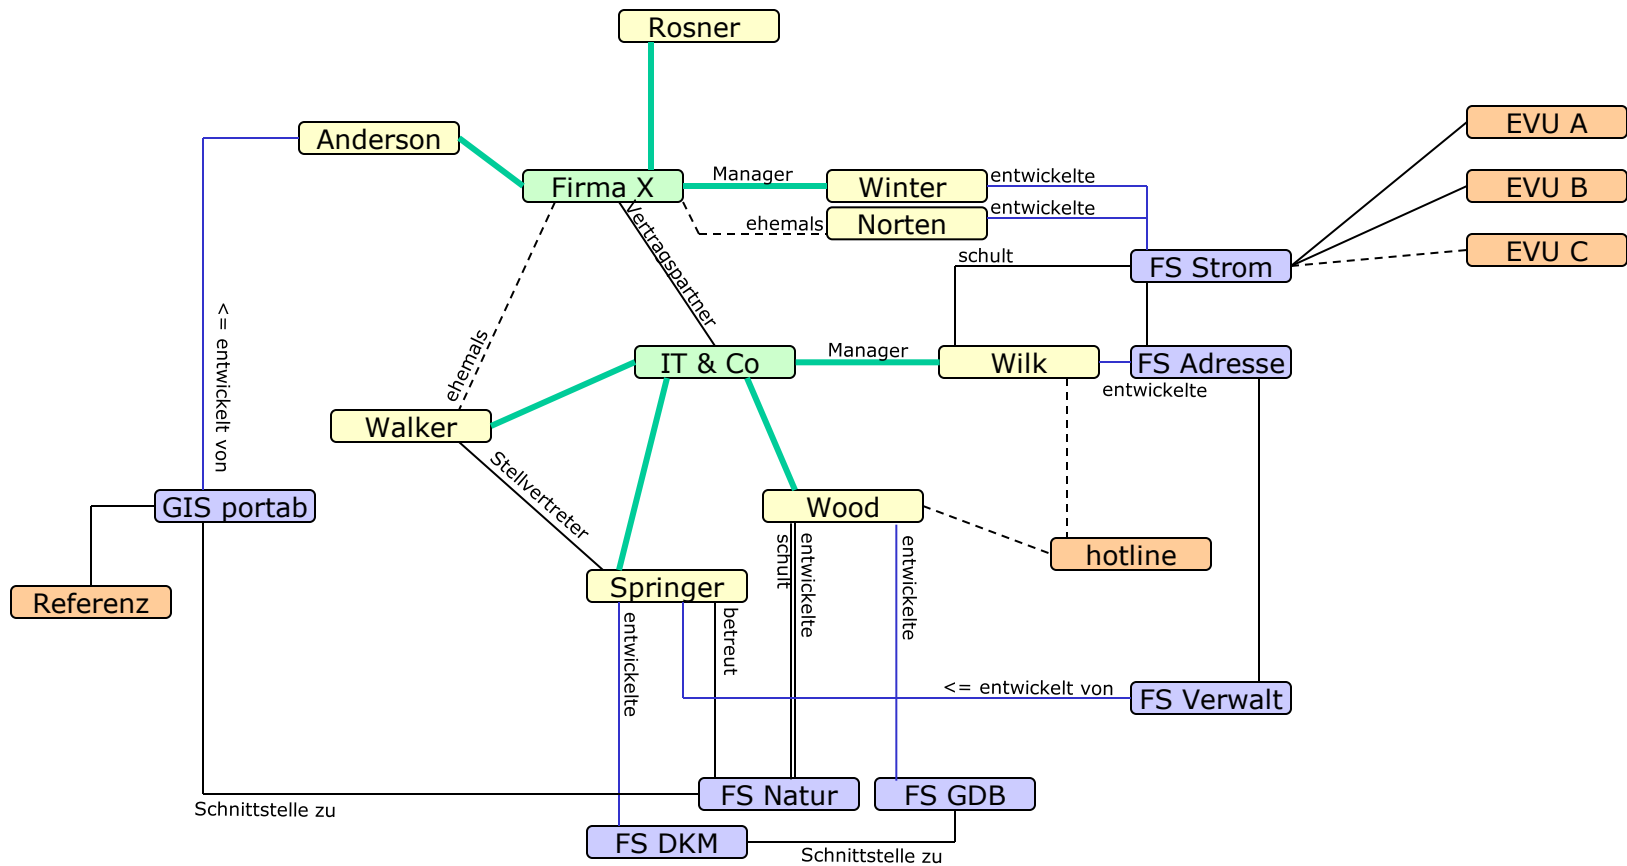 Rosner
Anderson
EVU A
Manager
entwickelte
Firma X
Winter
EVU B
ehemals
Norten
entwickelte
Vertragspartner
schult
FS Strom
EVU C
<= entwickelt von
ehemals
IT & Co
Manager
Wilk
FS Adresse
entwickelte
Walker
Stellvertreter
GIS portab
Wood
schult
entwickelte
entwickelte
hotline
Springer
Referenz
entwickelte
betreut
<= entwickelt von
FS Verwalt
FS Natur
FS GDB
Schnittstelle zu
FS DKM
Schnittstelle zu